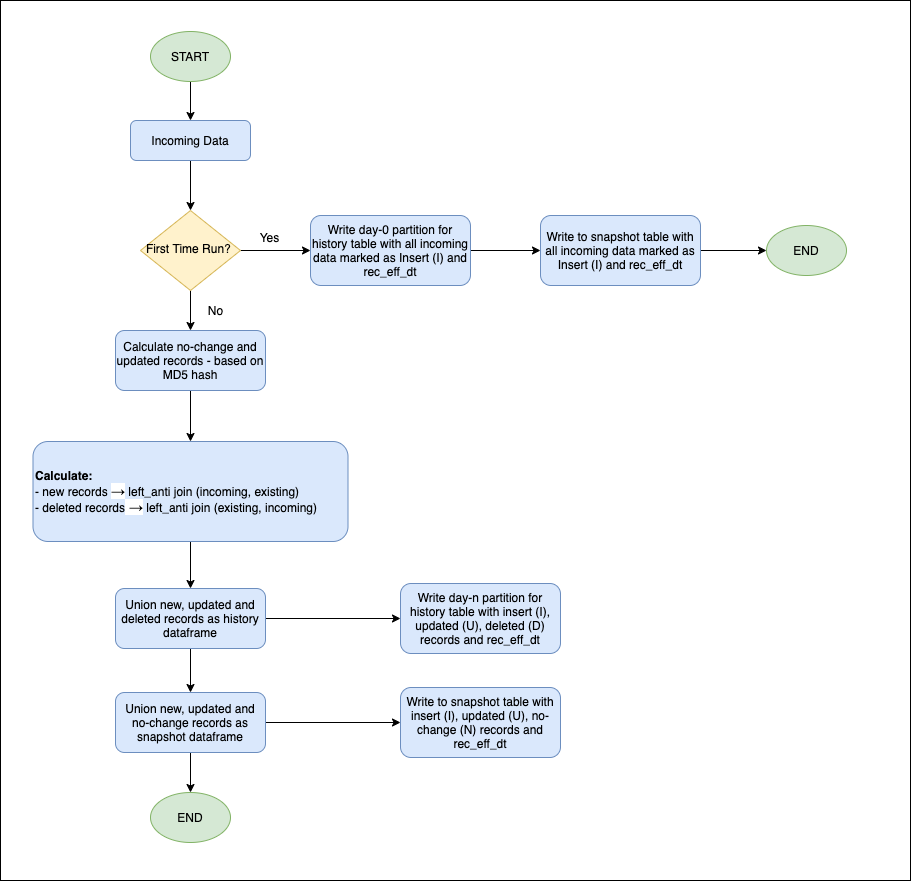 START
Incoming Data
First Time Run?
Yes
Write day-0 partition for
history table with all incoming
data marked as Insert (I) and
rec_eff_dt
Write to snapshot table with
all incoming data marked as
Insert (I) and rec_eff_dt
END
No
Calculate no-change and
updated records - based on
MD5 hash
Calculate:
- new records → left_anti join (incoming, existing)
- deleted records → left_anti join (existing, incoming)
Union new, updated and
deleted records as history
dataframe
Write day-n partition for
history table with insert (I),
updated (U), deleted (D)
records and rec_eff_dt
Union new, updated and
no-change records as
snapshot dataframe
Write to snapshot table with
insert (I), updated (U), no-
change (N) records and
rec_eff_dt
END